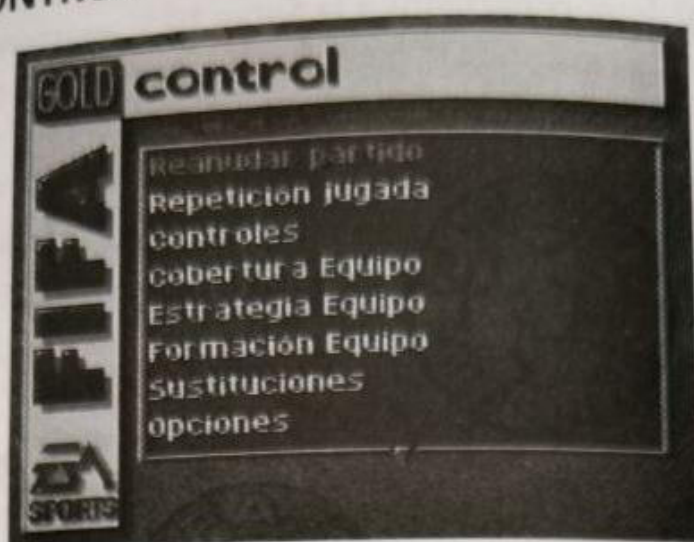 GOLD control
FIFA
Reanudar partido
Repetición jugada
controles
Cobertura Equipo
Estrategia Equipo
Formación Equipo
Sustituciones
Opciones
EA
SPORTS